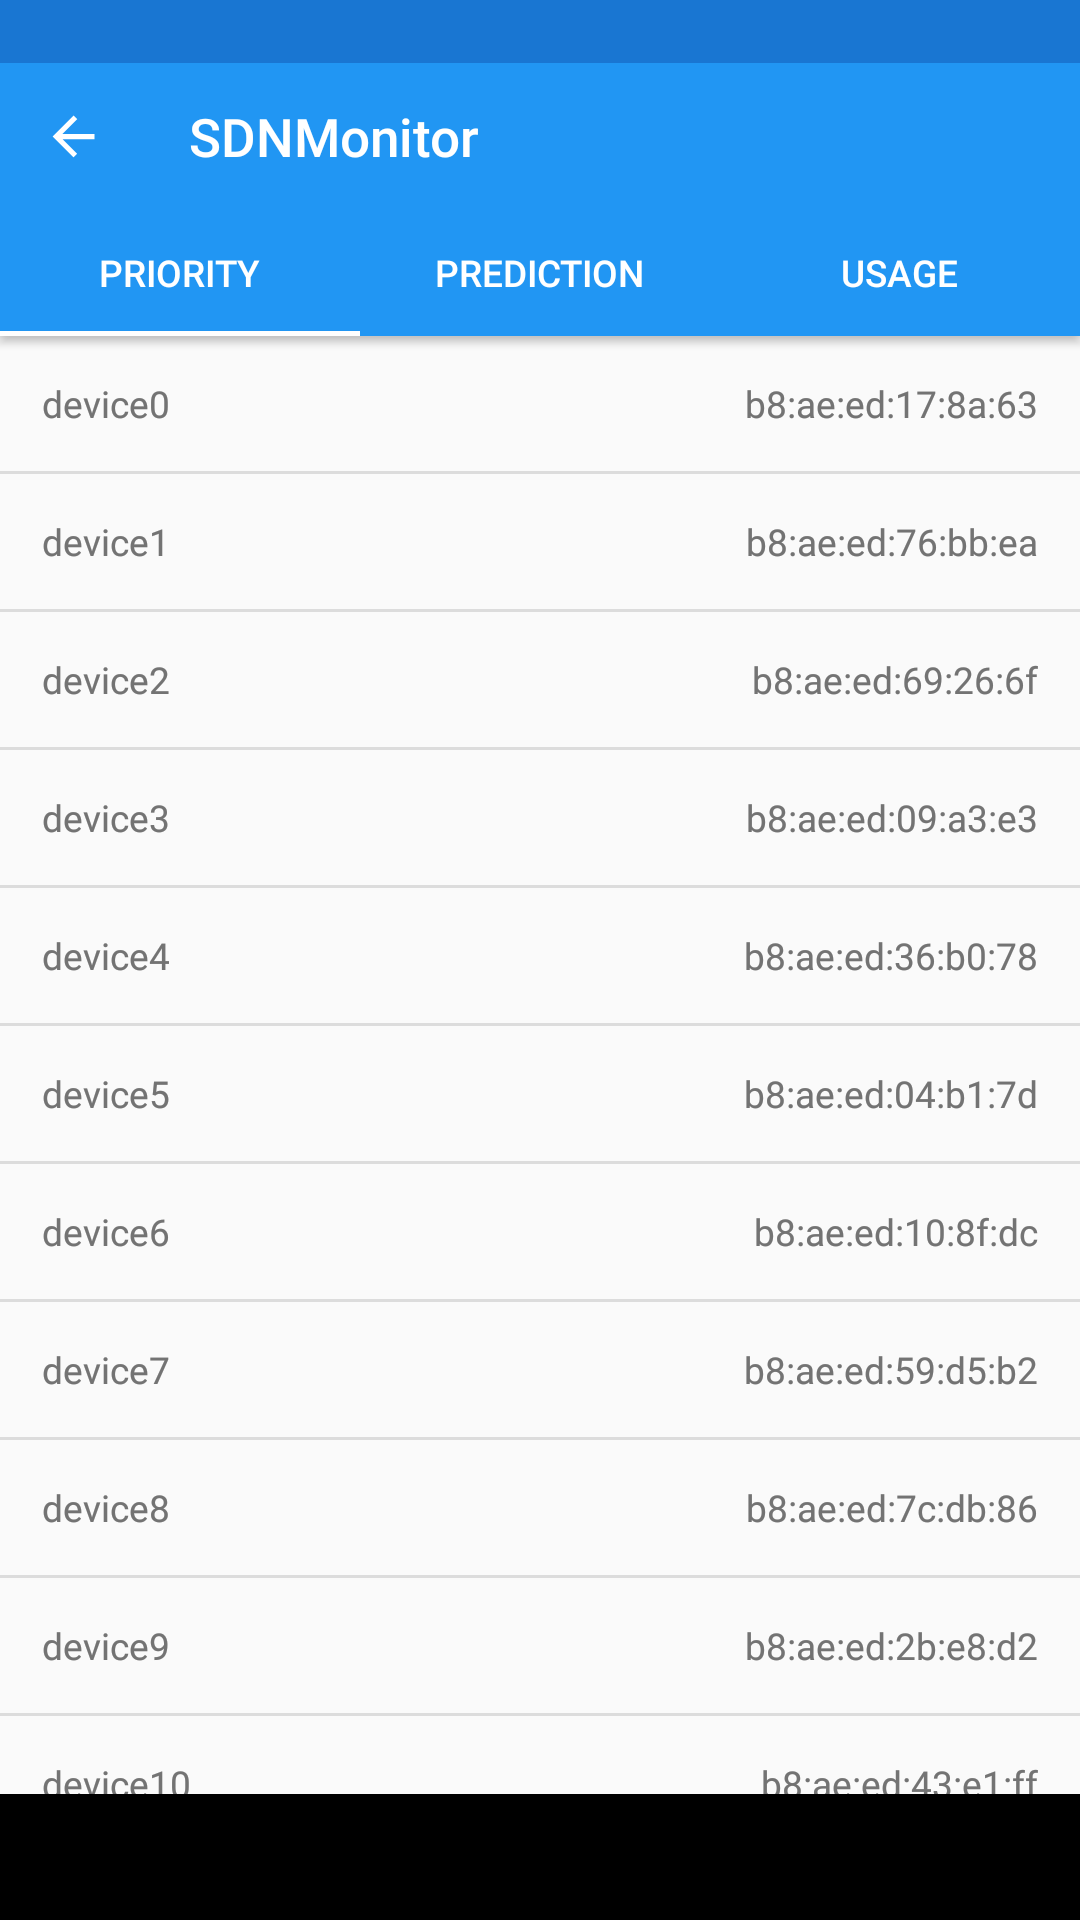 SDNMonitor
PRIORITY PREDICTION USAGE
device0 b8:ae:ed:17:8a:63
device1 b8:ae:ed:76:bb:ea
device2 b8:ae:ed:69:26:6f
device3 b8:ae:ed:09:a3:e3
device4 b8:ae:ed:36:b0:78
device5 b8:ae:ed:04:b1:7d
device6 b8:ae:ed:10:8f:dc
device7 b8:ae:ed:59:d5:b2
device8 b8:ae:ed:7c:db:86
device9 b8:ae:ed:2b:e8:d2
device10 b8:ae:ed:43:e1:ff